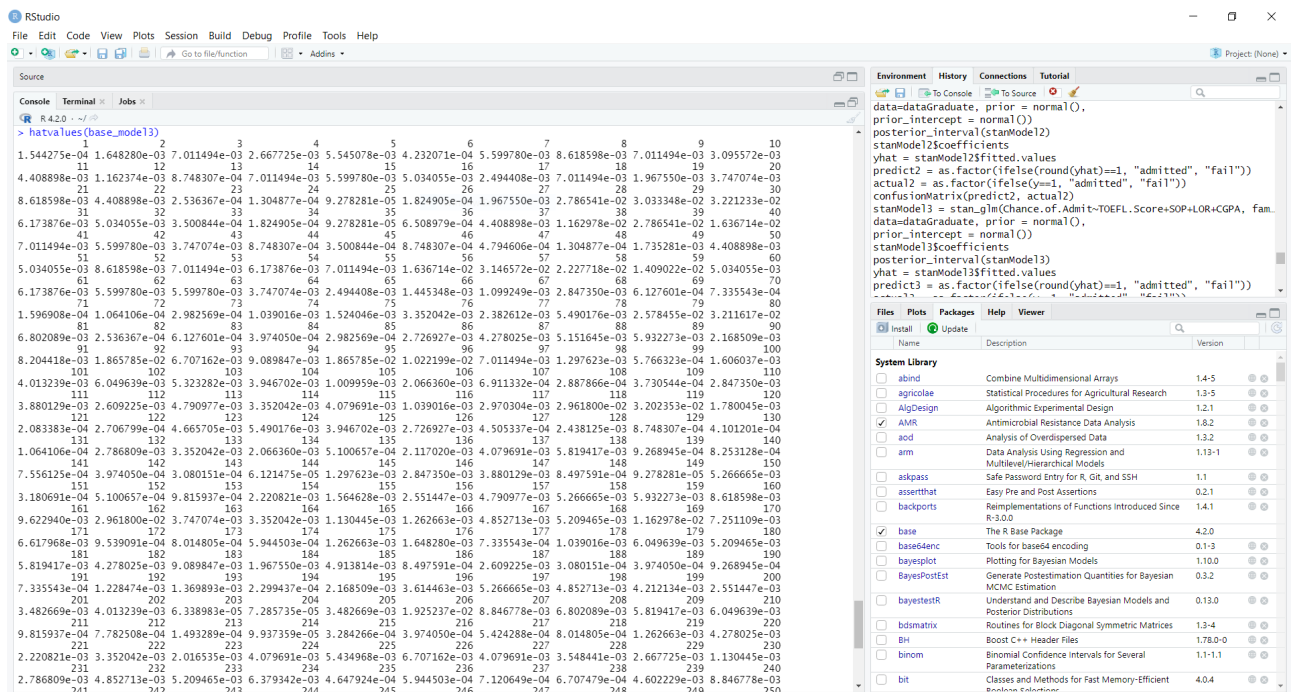 RStudio
File Edit Code View Plots Session Build Debug Profile Tools Help
Go to file/function Addins Project: (None)
Source
Console Terminal Jobs
R 4.2.0 · ~/
> hatvalues(base_model3)
1 2 3 4 5 6 7 8 9 10
1.544275e-04 1.648280e-03 7.011494e-03 2.667725e-03 5.545078e-03 4.232071e-04 5.599780e-03 8.618598e-03 7.011494e-03 3.095572e-03
11 12 13 14 15 16 17 18 19 20
4.408898e-03 1.162374e-03 8.748307e-04 7.011494e-03 5.599780e-03 5.034055e-03 2.494408e-03 7.011494e-03 1.967550e-03 3.747074e-03
21 22 23 24 25 26 27 28 29 30
8.618598e-03 4.408898e-03 2.536367e-04 1.304877e-04 9.278281e-05 1.824905e-04 1.967550e-03 2.786541e-02 3.033348e-02 3.221233e-02
31 32 33 34 35 36 37 38 39 40
6.173876e-03 5.034055e-03 3.500844e-04 1.824905e-04 9.278281e-05 6.508979e-04 4.408898e-03 1.162978e-02 2.786541e-02 1.636714e-02
41 42 43 44 45 46 47 48 49 50
7.011494e-03 5.599780e-03 3.747074e-03 8.748307e-04 3.500844e-04 8.748307e-04 4.794606e-04 1.304877e-04 1.735281e-03 4.408898e-03
51 52 53 54 55 56 57 58 59 60
5.034055e-03 8.618598e-03 7.011494e-03 6.173876e-03 7.011494e-03 1.636714e-02 3.146572e-02 2.227718e-02 1.409022e-02 5.034055e-03
61 62 63 64 65 66 67 68 69 70
6.173876e-03 5.599780e-03 5.599780e-03 3.747074e-03 2.494408e-03 1.445348e-03 1.099249e-03 2.847350e-03 6.127601e-04 7.335543e-04
71 72 73 74 75 76 77 78 79 80
1.596908e-04 1.064106e-04 2.982569e-04 1.039016e-03 1.524046e-03 3.352042e-03 2.382612e-03 5.490176e-03 2.578455e-02 3.211617e-02
81 82 83 84 85 86 87 88 89 90
6.802089e-03 2.536367e-04 6.127601e-04 3.974050e-04 2.982569e-04 2.726927e-03 4.278025e-03 5.151645e-03 5.932273e-03 2.168509e-03
91 92 93 94 95 96 97 98 99 100
8.204418e-03 1.865785e-02 6.707162e-03 9.089847e-03 1.865785e-02 1.022199e-02 7.011494e-03 1.297623e-03 5.766323e-04 1.606037e-03
101 102 103 104 105 106 107 108 109 110
4.013239e-03 6.049639e-03 5.323282e-03 3.946702e-03 1.009959e-03 2.066360e-03 6.911332e-04 2.887866e-04 3.730544e-04 2.847350e-03
111 112 113 114 115 116 117 118 119 120
3.880129e-03 2.609225e-03 4.790977e-03 3.352042e-03 4.079691e-03 1.039016e-03 2.970304e-03 2.961800e-02 3.202353e-02 1.780045e-03
121 122 123 124 125 126 127 128 129 130
2.083383e-04 2.706799e-04 4.665705e-03 5.490176e-03 3.946702e-03 2.726927e-03 4.505337e-04 2.438125e-03 8.748307e-04 4.101201e-04
131 132 133 134 135 136 137 138 139 140
1.064106e-04 2.786809e-03 3.352042e-03 2.066360e-03 5.100657e-04 2.117020e-03 4.079691e-03 5.819417e-03 9.268945e-04 8.253128e-04
141 142 143 144 145 146 147 148 149 150
7.556125e-04 3.974050e-04 3.080151e-04 6.121475e-05 1.297623e-03 2.847350e-03 3.880129e-03 8.497591e-04 9.278281e-05 5.266665e-03
151 152 153 154 155 156 157 158 159 160
3.180691e-04 5.100657e-04 9.815937e-04 2.220821e-03 1.564628e-03 2.551447e-03 4.790977e-03 5.266665e-03 5.932273e-03 8.618598e-03
161 162 163 164 165 166 167 168 169 170
9.622940e-03 2.961800e-02 3.747074e-03 3.352042e-03 1.130445e-03 1.262663e-03 4.852713e-03 5.209465e-03 1.162978e-02 7.251109e-03
171 172 173 174 175 176 177 178 179 180
6.617968e-03 9.539091e-04 8.014805e-04 5.944503e-04 1.262663e-03 1.648280e-03 7.335543e-04 1.039016e-03 6.049639e-03 5.209465e-03
181 182 183 184 185 186 187 188 189 190
5.819417e-03 4.278025e-03 9.089847e-03 1.967550e-03 4.913814e-03 8.497591e-04 2.609225e-03 3.080151e-04 3.974050e-04 9.268945e-04
191 192 193 194 195 196 197 198 199 200
7.335543e-04 1.228474e-03 1.369893e-03 2.299437e-04 2.168509e-03 3.614463e-03 5.266665e-03 4.852713e-03 4.212134e-03 2.551447e-03
201 202 203 204 205 206 207 208 209 210
3.482669e-03 4.013239e-03 6.338983e-05 7.285735e-05 3.482669e-03 1.925237e-02 8.846778e-03 6.802089e-03 5.819417e-03 6.049639e-03
211 212 213 214 215 216 217 218 219 220
9.815937e-04 7.782508e-04 1.493289e-04 9.937359e-05 3.284266e-04 3.974050e-04 5.424288e-04 8.014805e-04 1.262663e-03 4.278025e-03
221 222 223 224 225 226 227 228 229 230
2.220821e-03 3.352042e-03 2.016535e-03 4.079691e-03 5.434968e-03 6.707162e-03 4.079691e-03 3.548441e-03 2.667725e-03 1.130445e-03
231 232 233 234 235 236 237 238 239 240
2.786809e-03 4.852713e-03 5.209465e-03 6.379342e-03 4.647924e-04 5.944503e-04 7.120649e-04 6.707479e-04 4.602229e-03 8.846778e-03
241 242 243 244 245 246 247 248 249 250
Environment History Connections Tutorial
To Console To Source
data=dataGraduate, prior = normal(),
prior_intercept = normal())
posterior_interval(stanModel2)
stanModel2$coefficients
yhat = stanModel2$fitted.values
predict2 = as.factor(ifelse(round(yhat)==1, "admitted", "fail"))
actual2 = as.factor(ifelse(y==1, "admitted", "fail"))
confusionMatrix(predict2, actual2)
stanModel3 = stan_glm(Chance.of.Admit~TOEFL.Score+SOP+LOR+CGPA, fam…
data=dataGraduate, prior = normal(),
prior_intercept = normal())
stanModel3$coefficients
posterior_interval(stanModel3)
yhat = stanModel3$fitted.values
predict3 = as.factor(ifelse(round(yhat)==1, "admitted", "fail"))
actual3 = as.factor(ifelse(y==1, "admitted", "fail"))
Files Plots Packages Help Viewer
Install Update
Name Description Version
System Library
abind Combine Multidimensional Arrays 1.4-5
agricolae Statistical Procedures for Agricultural Research 1.3-5
AlgDesign Algorithmic Experimental Design 1.2.1
AMR Antimicrobial Resistance Data Analysis 1.8.2
aod Analysis of Overdispersed Data 1.3.2
arm Data Analysis Using Regression and 1.13-1
Multilevel/Hierarchical Models
askpass Safe Password Entry for R, Git, and SSH 1.1
assertthat Easy Pre and Post Assertions 0.2.1
backports Reimplementations of Functions Introduced Since 1.4.1
R-3.0.0
base The R Base Package 4.2.0
base64enc Tools for base64 encoding 0.1-3
bayesplot Plotting for Bayesian Models 1.10.0
BayesPostEst Generate Postestimation Quantities for Bayesian 0.3.2
MCMC Estimation
bayestestR Understand and Describe Bayesian Models and 0.13.0
Posterior Distributions
bdsmatrix Routines for Block Diagonal Symmetric Matrices 1.3-4
BH Boost C++ Header Files 1.78.0-0
binom Binomial Confidence Intervals for Several 1.1-1.1
Parameterizations
bit Classes and Methods for Fast Memory-Efficient 4.0.4
Boolean Selections